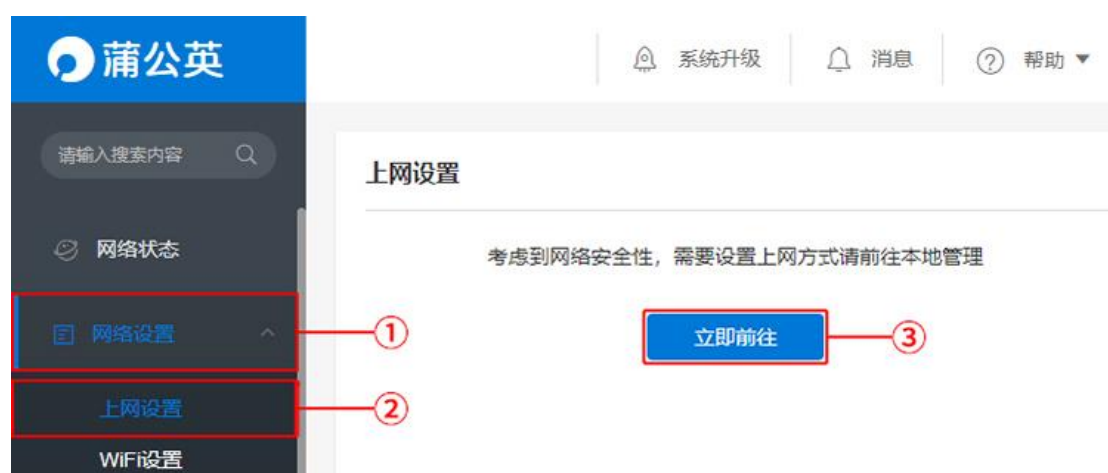 蒲公英
系统升级
消息
帮助
请输入搜索内容
上网设置
网络状态
考虑到网络安全性，需要设置上网方式请前往本地管理
网络设置
①
立即前往
③
上网设置
②
WiFi设置